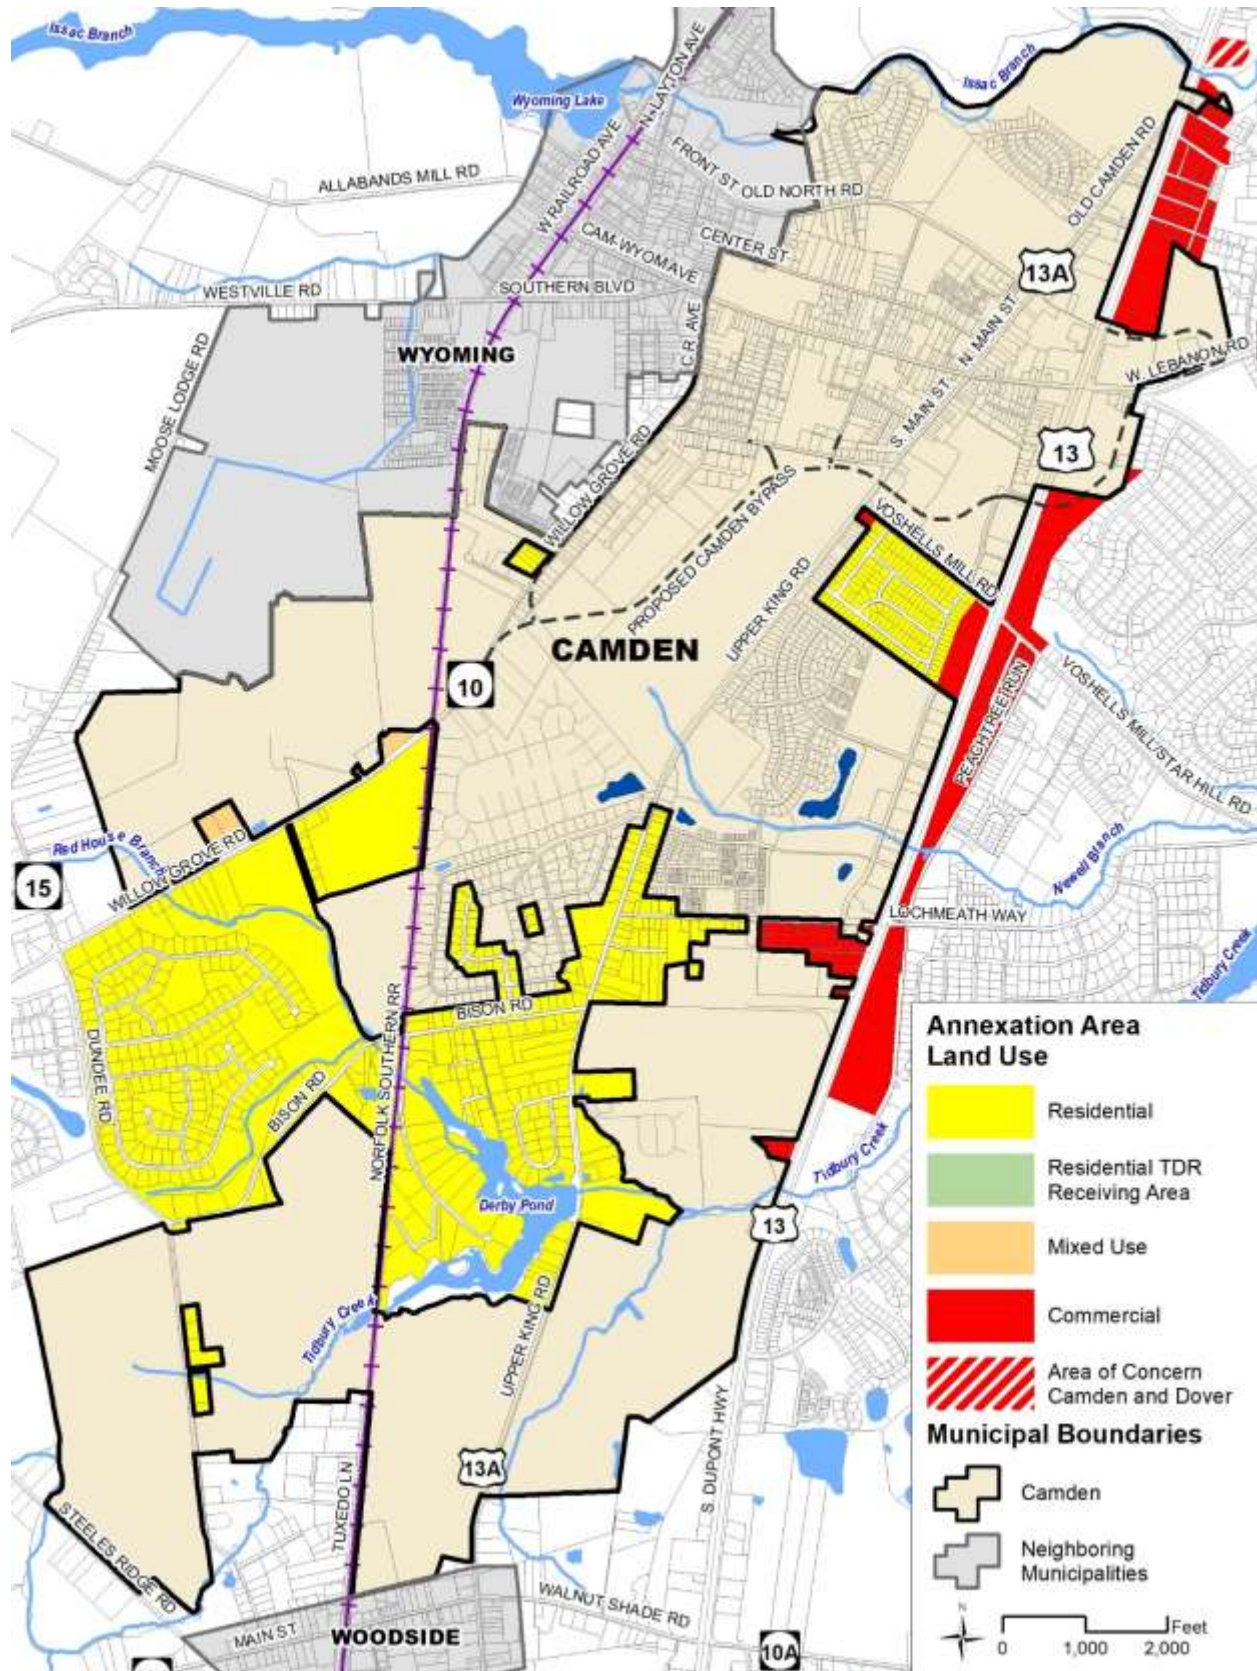 Issac Branch
N LAYTON AVE
Issac Branch
Wyoming Lake
W RAILROAD AVE
FRONT ST
OLD NORTH RD
ALLABANDS MILL RD
OLD CAMDEN RD
CAM-WYOM AVE
CENTER ST
13A
WESTVILLE RD
SOUTHERN BLVD
N. MAIN ST
C.R. AVE
WYOMING
W. LEBANON RD
MOOSE LODGE RD
S. MAIN ST
13
WILLOW GROVE RD
PROPOSED CAMDEN BYPASS
VOSHELLS MILL RD
UPPER KING RD
CAMDEN
10
PEACHTREE RUN
VOSHELLS MILL/STAR HILL RD
Red House Branch
WILLOW GROVE RD
15
Newell Branch
LOCHMEATH WAY
Tidbury Creek
BISON RD
NORFOLK SOUTHERN RR
DUNDEE RD
BISON RD
Tidbury Creek
Derby Pond
13
Tidbury Creek
UPPER KING RD
S. DUPONT HWY
13A
TUXEDO LN
STEELES RIDGE RD
WALNUT SHADE RD
MAIN ST
WOODSIDE
10A
Annexation Area
Land Use
Residential
Residential TDR
Receiving Area
Mixed Use
Commercial
Area of Concern
Camden and Dover
Municipal Boundaries
Camden
Neighboring
Municipalities
N
Feet
0 1,000 2,000